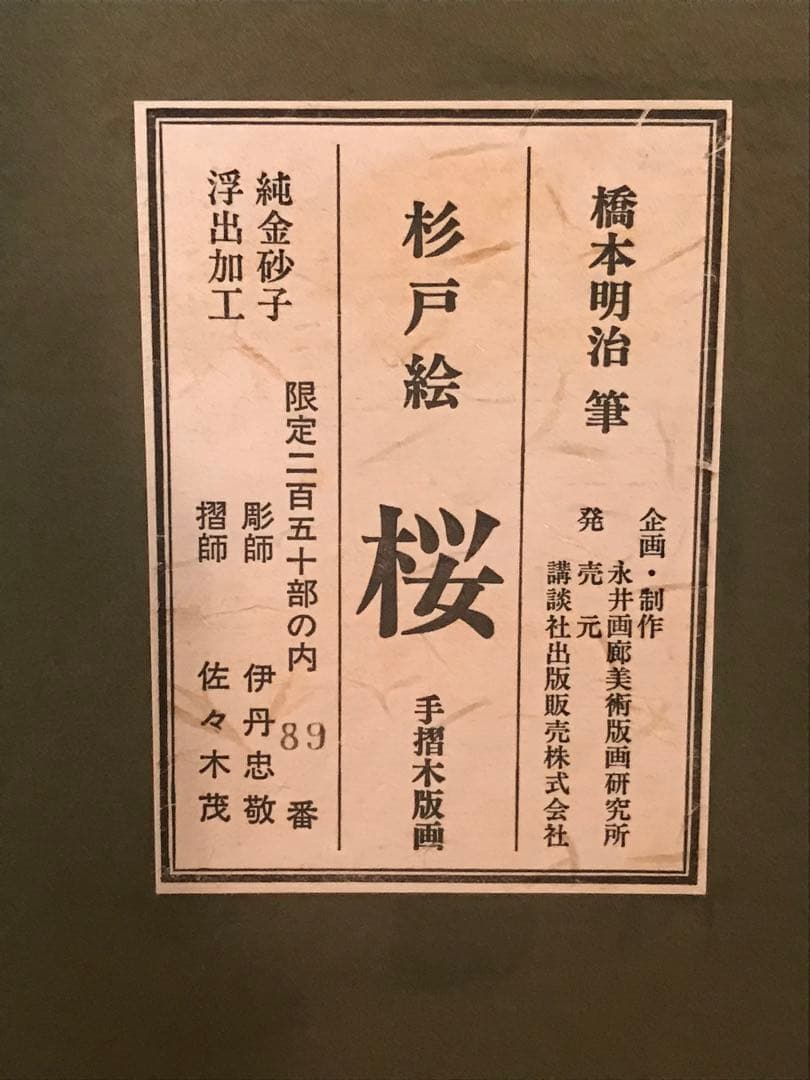 橋本明治 筆
企画・制作
永井画廊美術版画研究所
発売元
講談社出版販売株式会社
杉戸絵
桜
手摺木版画
純金砂子
浮出加工
限定二百五十部の内 89 番
彫師 伊丹忠敬
摺師 佐々木茂